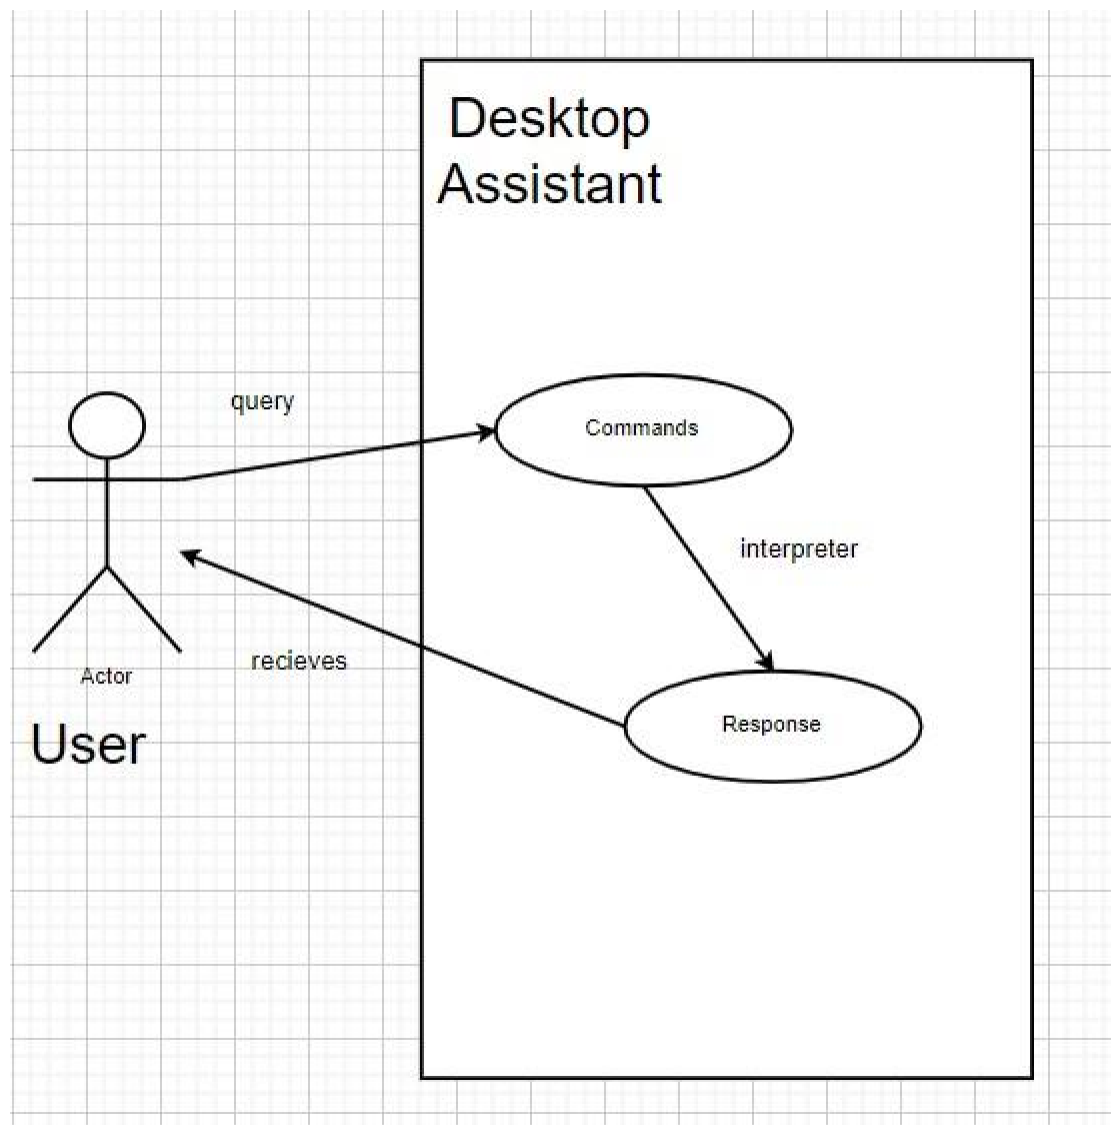 Desktop
Assistant
query
Commands
interpreter
recieves
Actor
Response
User